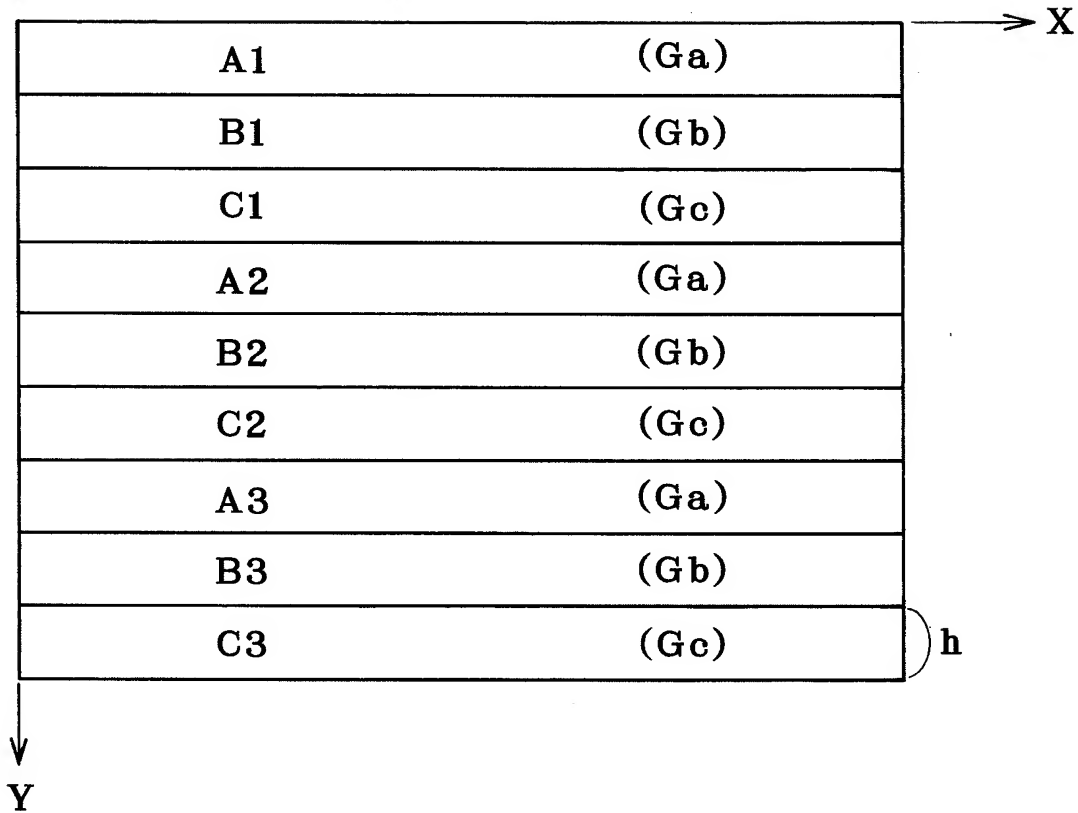 X
A1 (Ga)
B1 (Gb)
C1 (Gc)
A2 (Ga)
B2 (Gb)
C2 (Gc)
A3 (Ga)
B3 (Gb)
C3 (Gc) h
Y